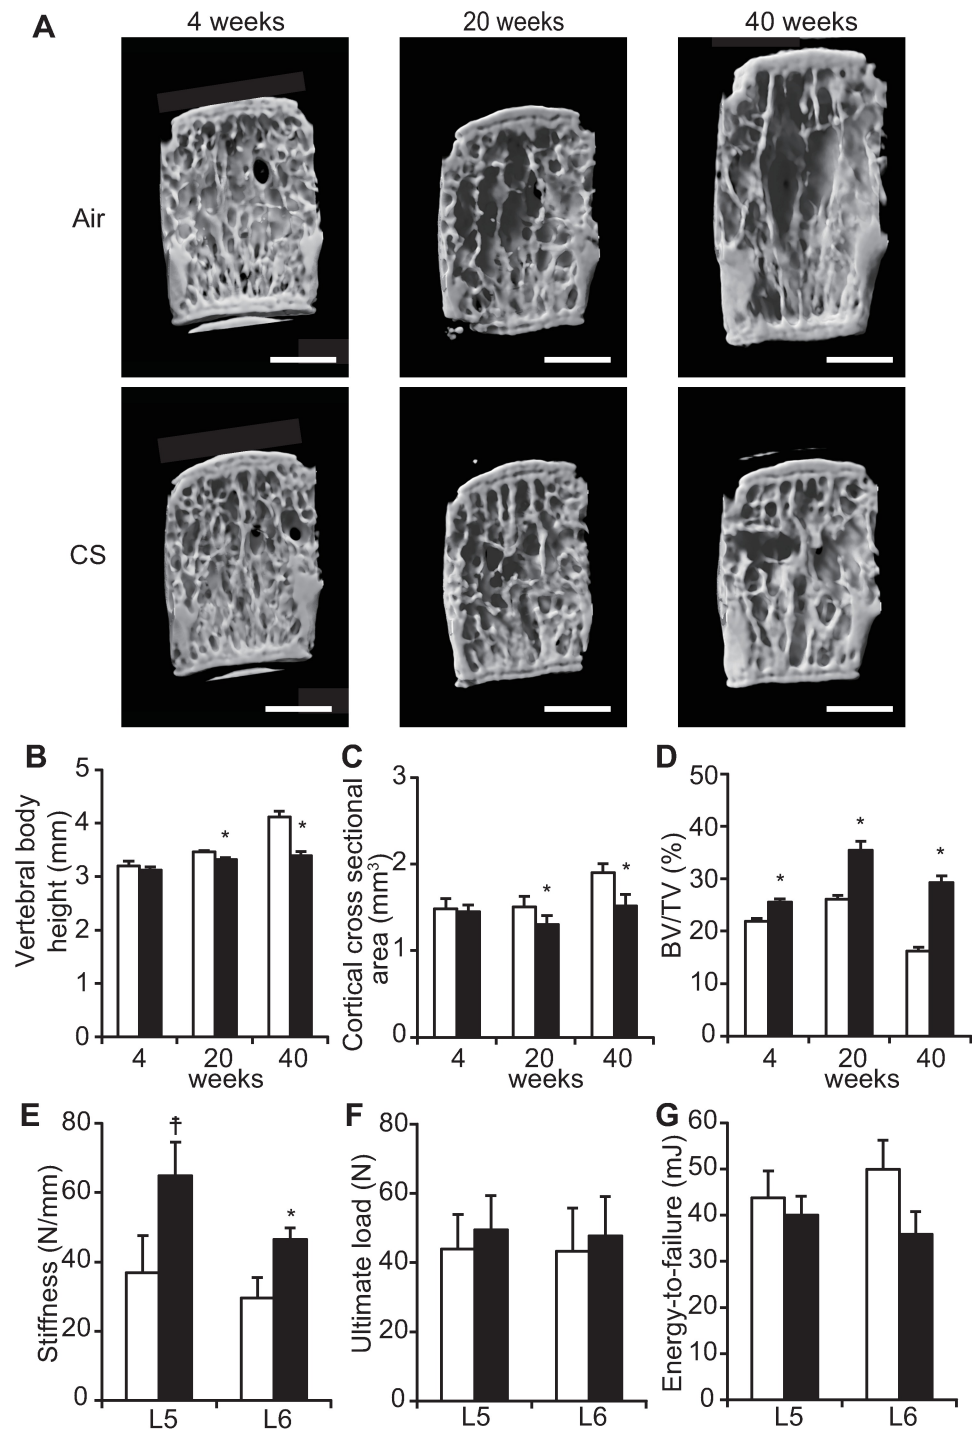 A
4 weeks
20 weeks
40 weeks
Air
CS
B
Vertebral body
height (mm)
5
4
3
2
1
0
4
20
40
weeks
*
*
C
Cortical cross sectional
area (mm3)
3
2
1
0
4
20
40
weeks
*
*
D
BV/TV (%)
50
40
30
20
10
0
4
20
40
weeks
*
*
*
E
Stiffness (N/mm)
80
60
40
20
0
L5
L6
‡
*
F
Ultimate load (N)
80
60
40
20
0
L5
L6
G
Energy-to-failure (mJ)
60
50
40
30
20
10
0
L5
L6